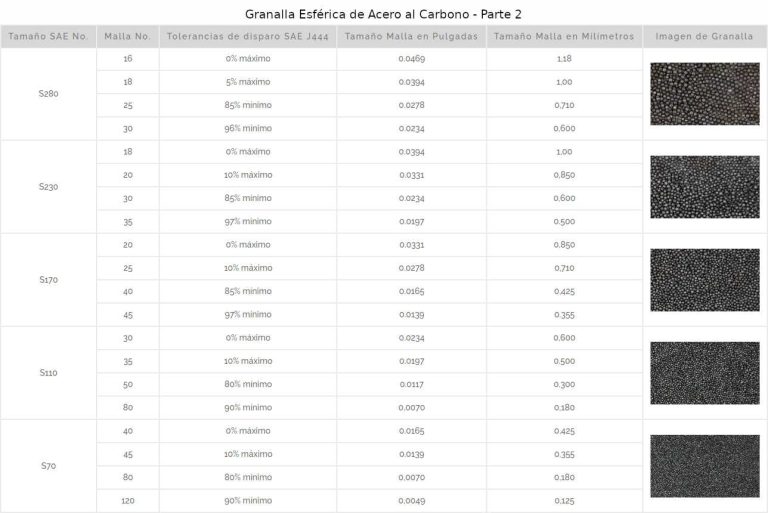 Granalla Esférica de Acero al Carbono - Parte 2
Tamaño SAE No. Malla No. Tolerancias de disparo SAE J444 Tamaño Malla en Pulgadas Tamaño Malla en Milímetros Imagen de Granalla
S280
16 0% máximo 0.0469 1,18
18 5% máximo 0.0394 1,00
25 85% mínimo 0.0278 0,710
30 96% mínimo 0.0234 0,600
S230
18 0% máximo 0.0394 1,00
20 10% máximo 0.0331 0.850
30 85% mínimo 0.0234 0,600
35 97% mínimo 0.0197 0.500
S170
20 0% máximo 0.0331 0.850
25 10% máximo 0.0278 0,710
40 85% mínimo 0.0165 0,425
45 97% mínimo 0.0139 0.355
S110
30 0% máximo 0.0234 0,600
35 10% máximo 0.0197 0.500
50 80% mínimo 0.0117 0.300
80 90% mínimo 0.0070 0,180
S70
40 0% máximo 0.0165 0,425
45 10% máximo 0.0139 0.355
80 80% mínimo 0.0070 0,180
120 90% mínimo 0.0049 0,125